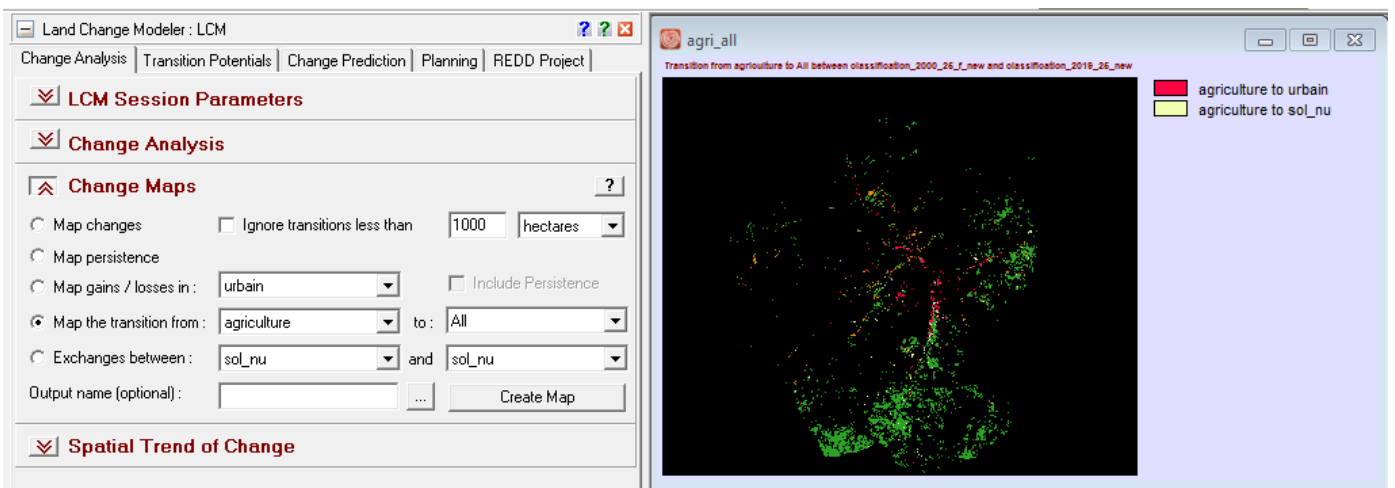 Land Change Modeler : LCM
? ?
Change Analysis
Transition Potentials
Change Prediction
Planning
REDD Project
LCM Session Parameters
Change Analysis
Change Maps
?
Map changes
Ignore transitions less than
1000
hectares
Map persistence
Map gains / losses in :
urbain
Include Persistence
Map the transition from :
agriculture
to :
All
Exchanges between :
sol_nu
and
sol_nu
Output name (optional) :
...
Create Map
Spatial Trend of Change
agri_all
Transition from agriculture to All between classification_2000_26_f_new and classification_2019_26_new
agriculture to urbain
agriculture to sol_nu